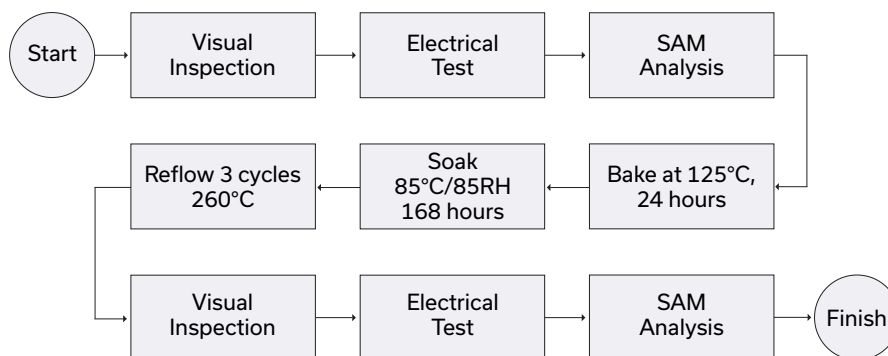 Start
Visual
Inspection
Electrical
Test
SAM
Analysis
Bake at 125°C,
24 hours
Soak
85°C/85RH
168 hours
Reflow 3 cycles
260°C
Visual
Inspection
Electrical
Test
SAM
Analysis
Finish